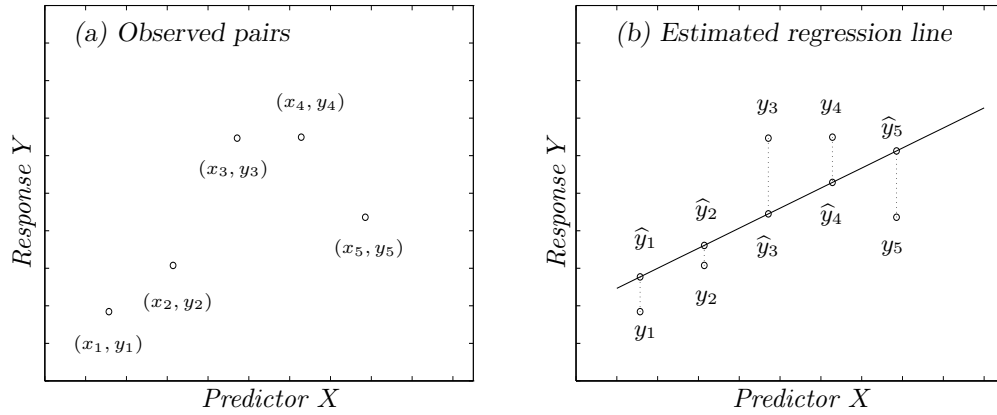 (a) Observed pairs
(x₄, y₄)
(x₃, y₃)
(x₅, y₅)
(x₂, y₂)
(x₁, y₁)
Response Y
Predictor X
(b) Estimated regression line
y₃
y₄
ŷ₅
ŷ₂
ŷ₁
ŷ₄
ŷ₃
y₅
y₂
y₁
Response Y
Predictor X